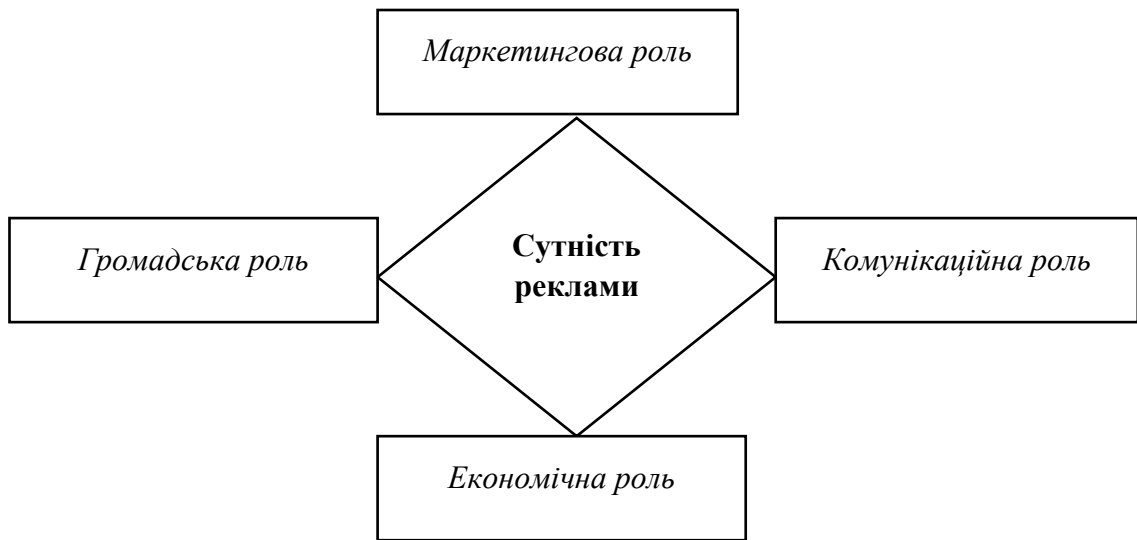 Маркетингова роль
Громадська роль
Сутність
реклами
Комунікаційна роль
Економічна роль